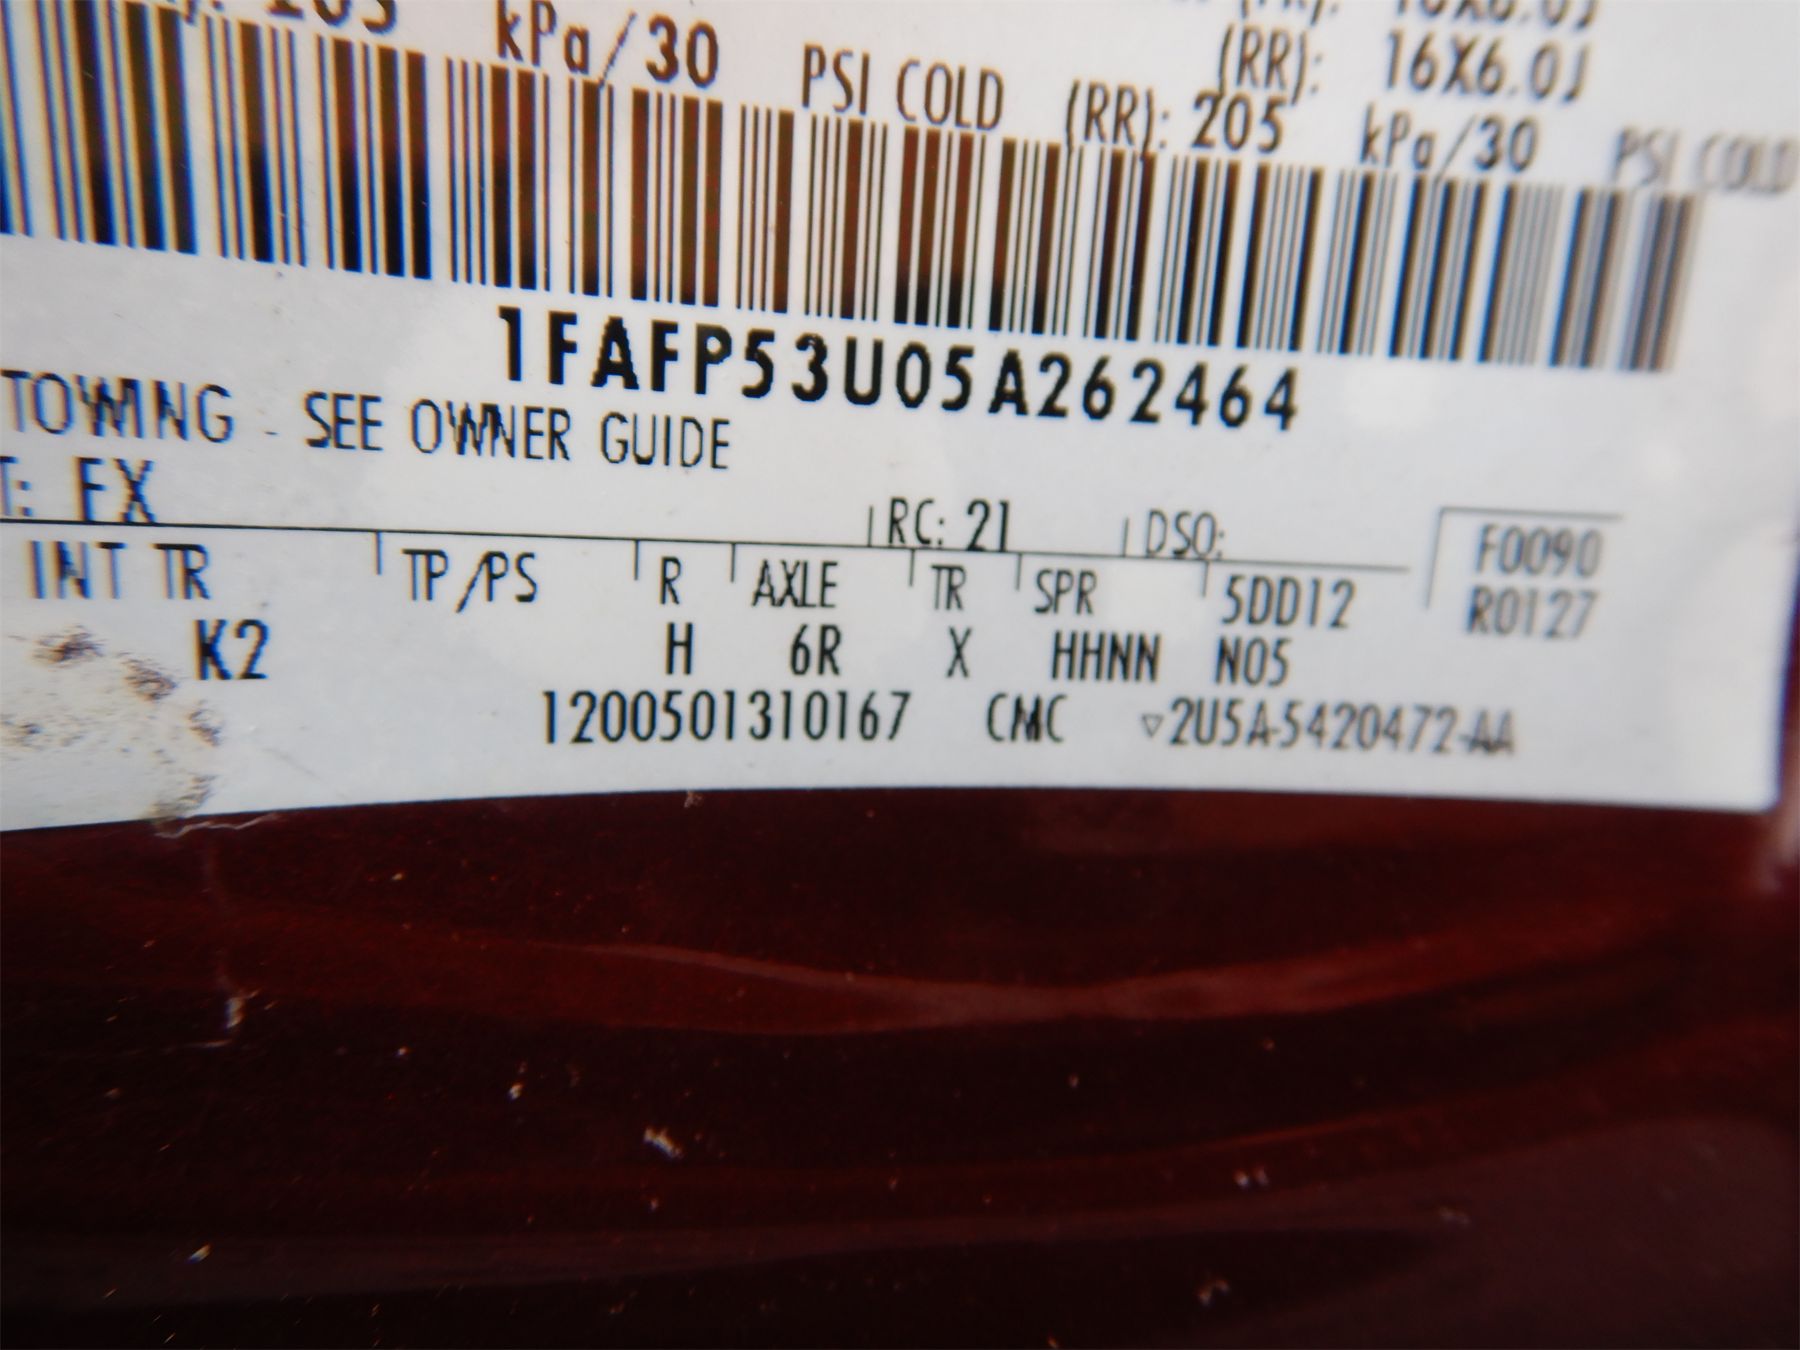 205 kPa/30 PSI COLD (RR): 205 kPa/30 PSI COLD
(RR): 16X6.0J
1FAFP53U05A262464
TOWING - SEE OWNER GUIDE
T: FX RC: 21 DSO:
INT TR TP/PS R AXLE TR SPR 5DD12 F0090
K2 H 6R X HHNN N05 R0127
1200501310167 CMC ▽2U5A-5420472-AA